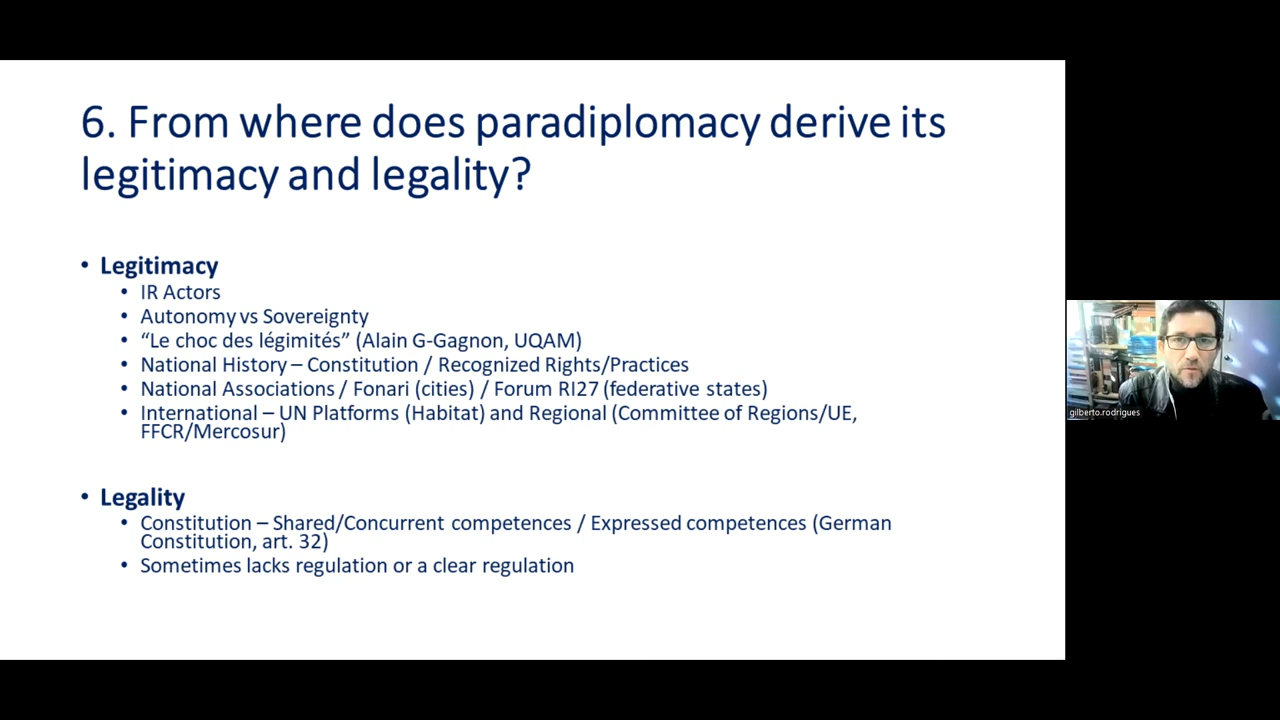 6. From where does paradiplomacy derive its
legitimacy and legality?
• Legitimacy
• IR Actors
• Autonomy vs Sovereignty
• “Le choc des légimités” (Alain G-Gagnon, UQAM)
• National History – Constitution / Recognized Rights/Practices
• National Associations / Fonari (cities) / Forum RI27 (federative states)
• International – UN Platforms (Habitat) and Regional (Committee of Regions/UE,
FFCR/Mercosur)
• Legality
• Constitution – Shared/Concurrent competences / Expressed competences (German
Constitution, art. 32)
• Sometimes lacks regulation or a clear regulation
gilberto.rodrigues